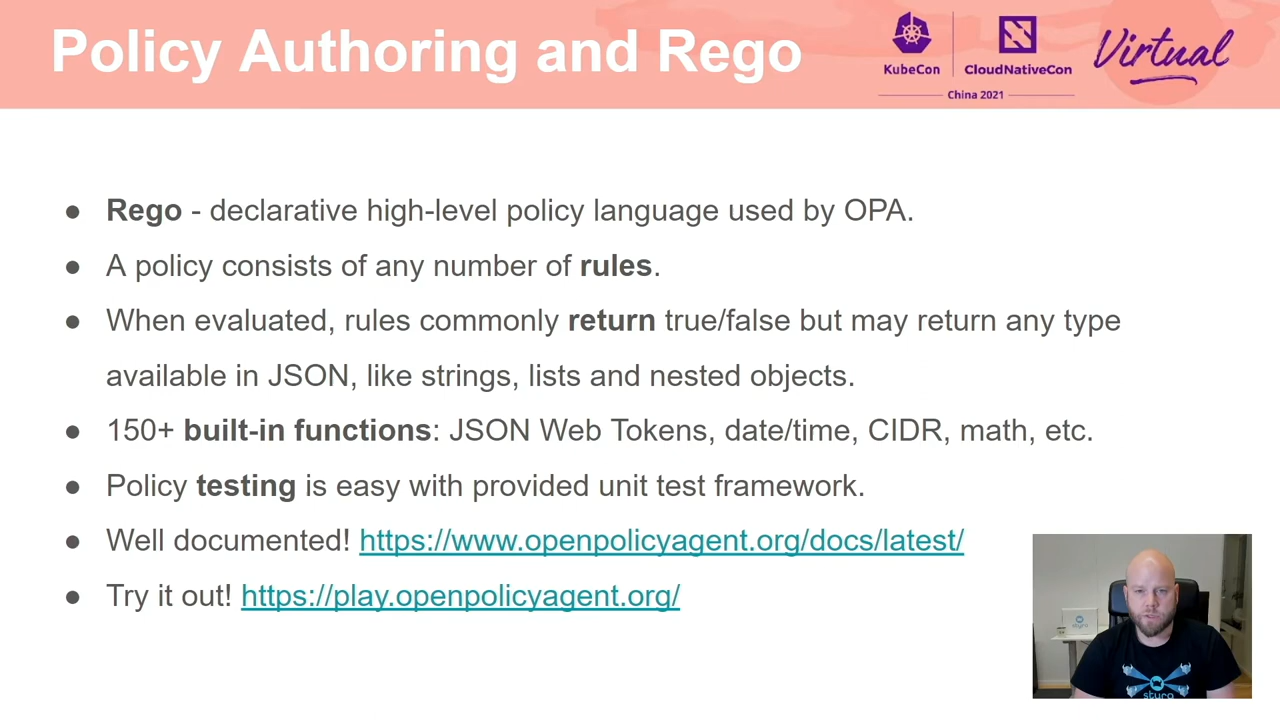 Policy Authoring and Rego
KubeCon
CloudNativeCon
China 2021
Virtual
● Rego - declarative high-level policy language used by OPA.
● A policy consists of any number of rules.
● When evaluated, rules commonly return true/false but may return any type
available in JSON, like strings, lists and nested objects.
● 150+ built-in functions: JSON Web Tokens, date/time, CIDR, math, etc.
● Policy testing is easy with provided unit test framework.
● Well documented! https://www.openpolicyagent.org/docs/latest/
● Try it out! https://play.openpolicyagent.org/
styra
styra